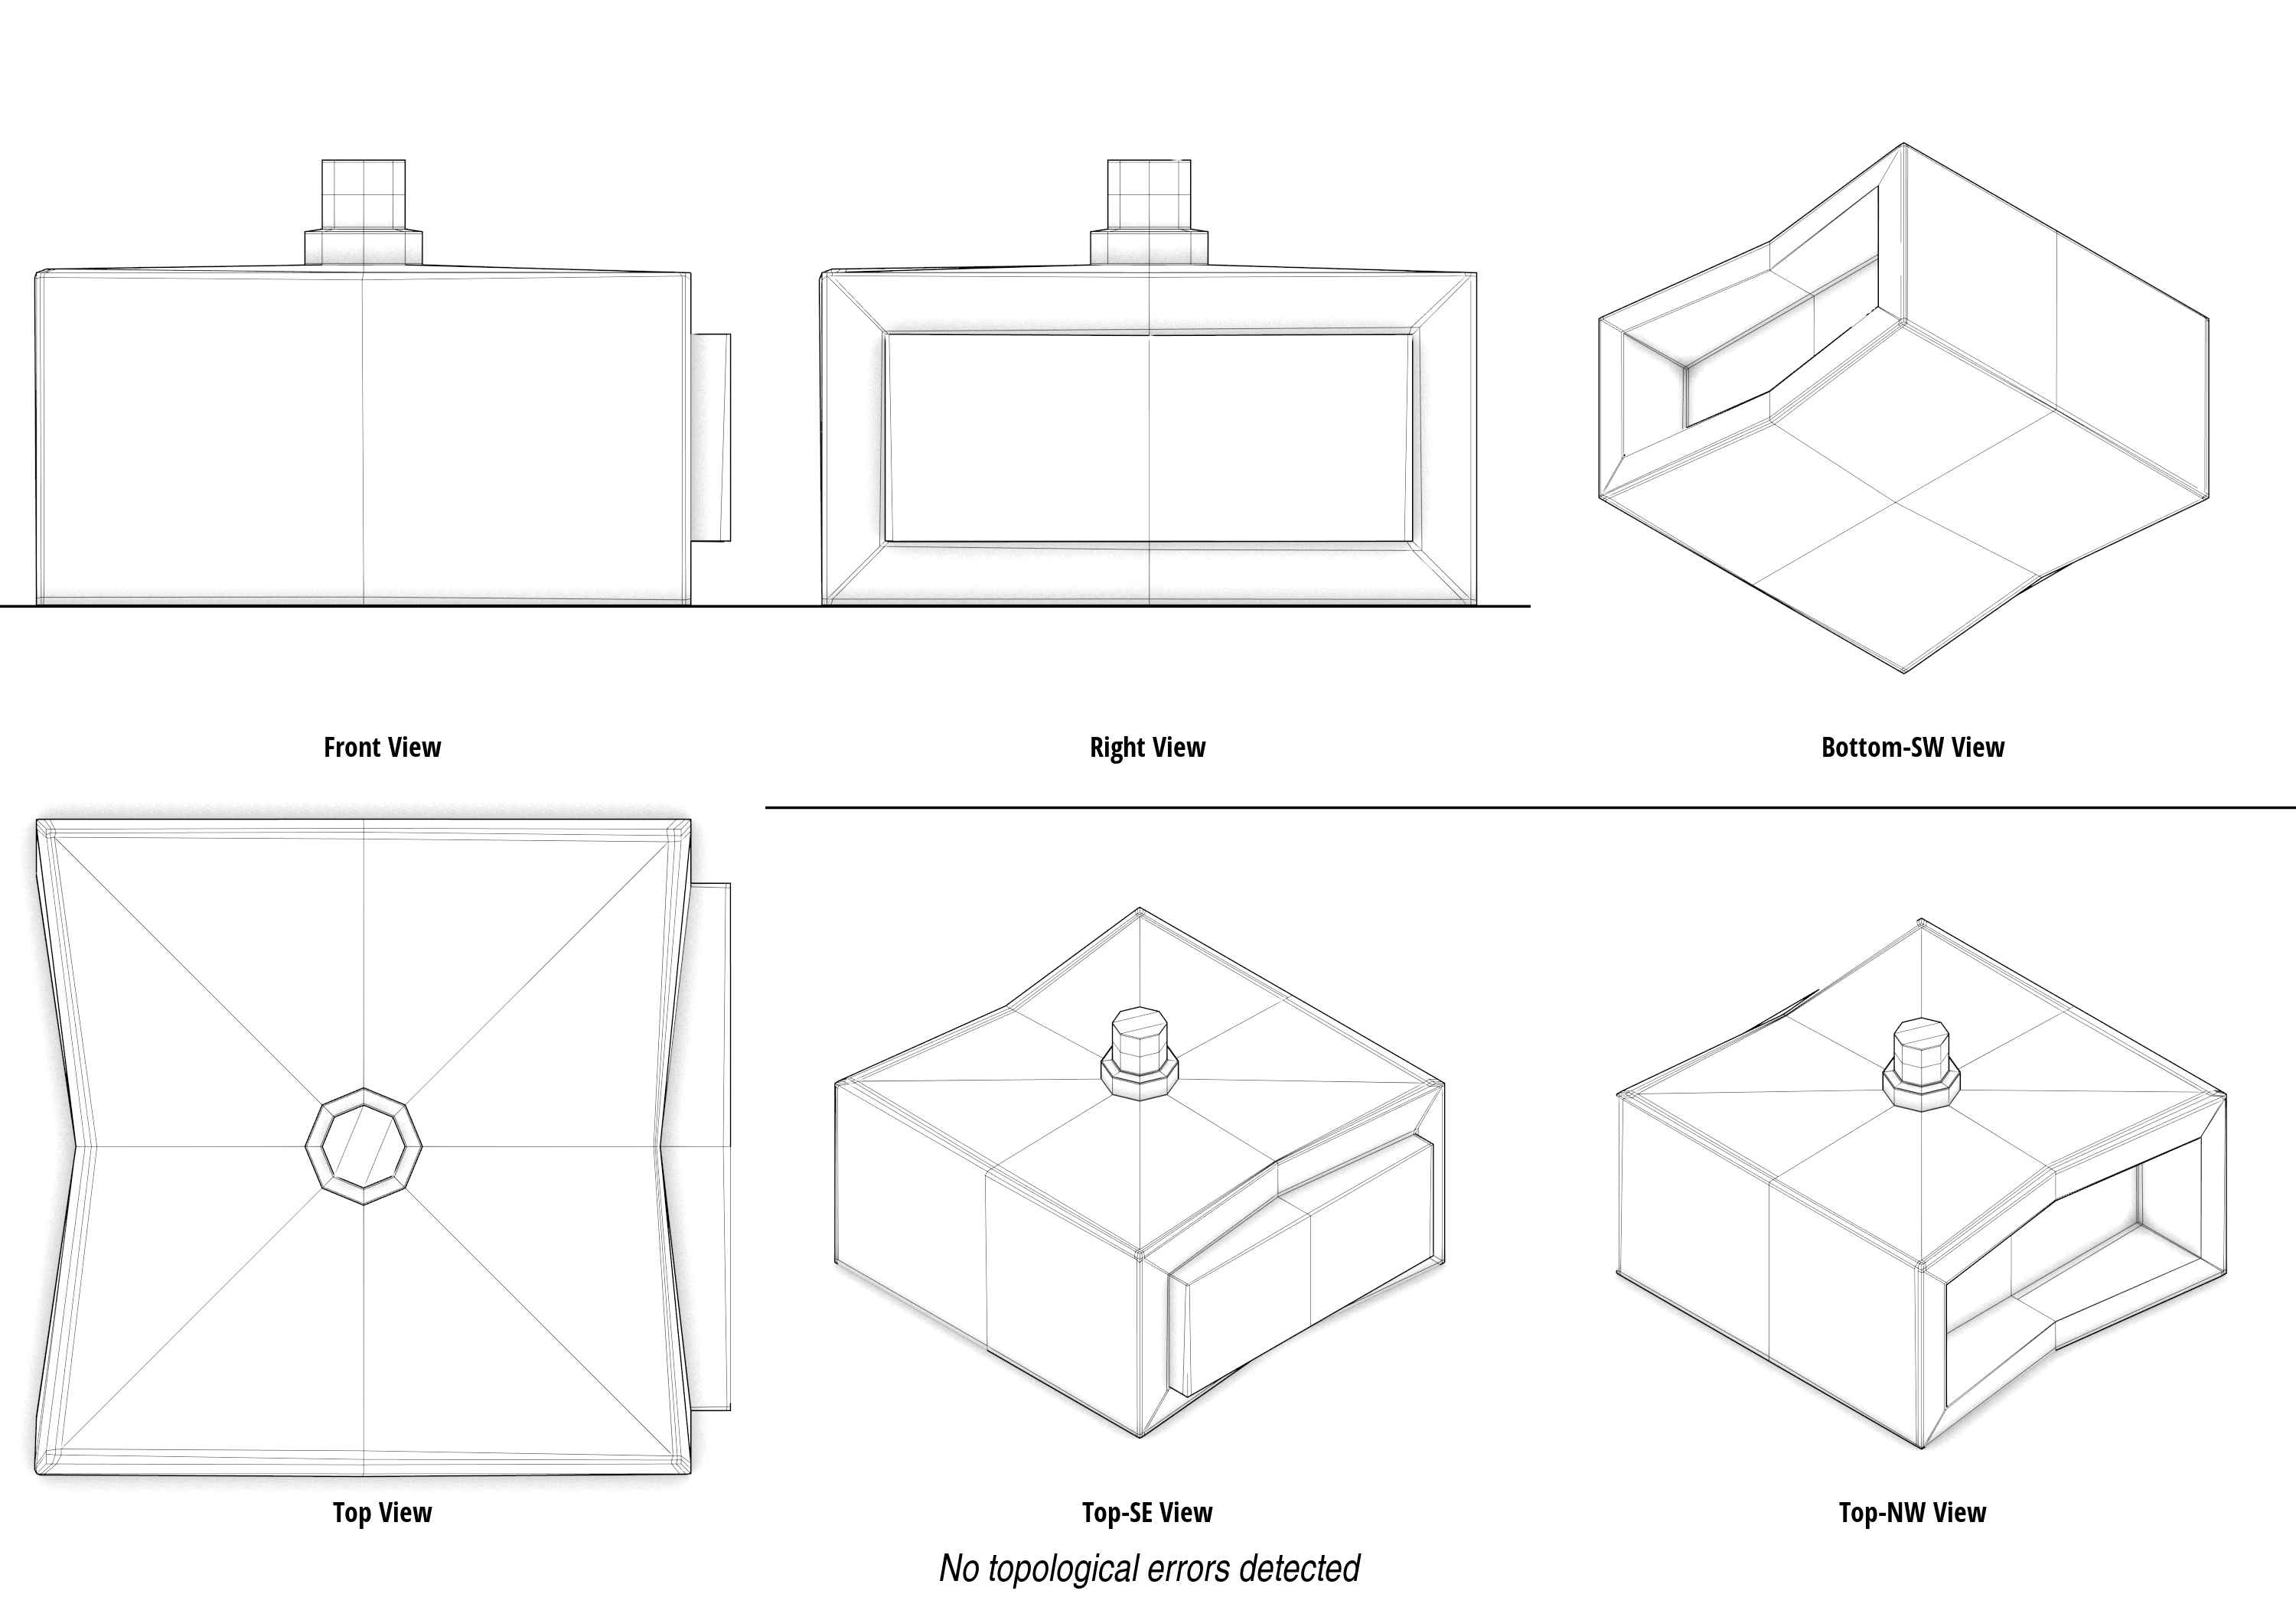 Front View
Right View
Bottom-SW View
Top View
Top-SE View
Top-NW View
No topological errors detected